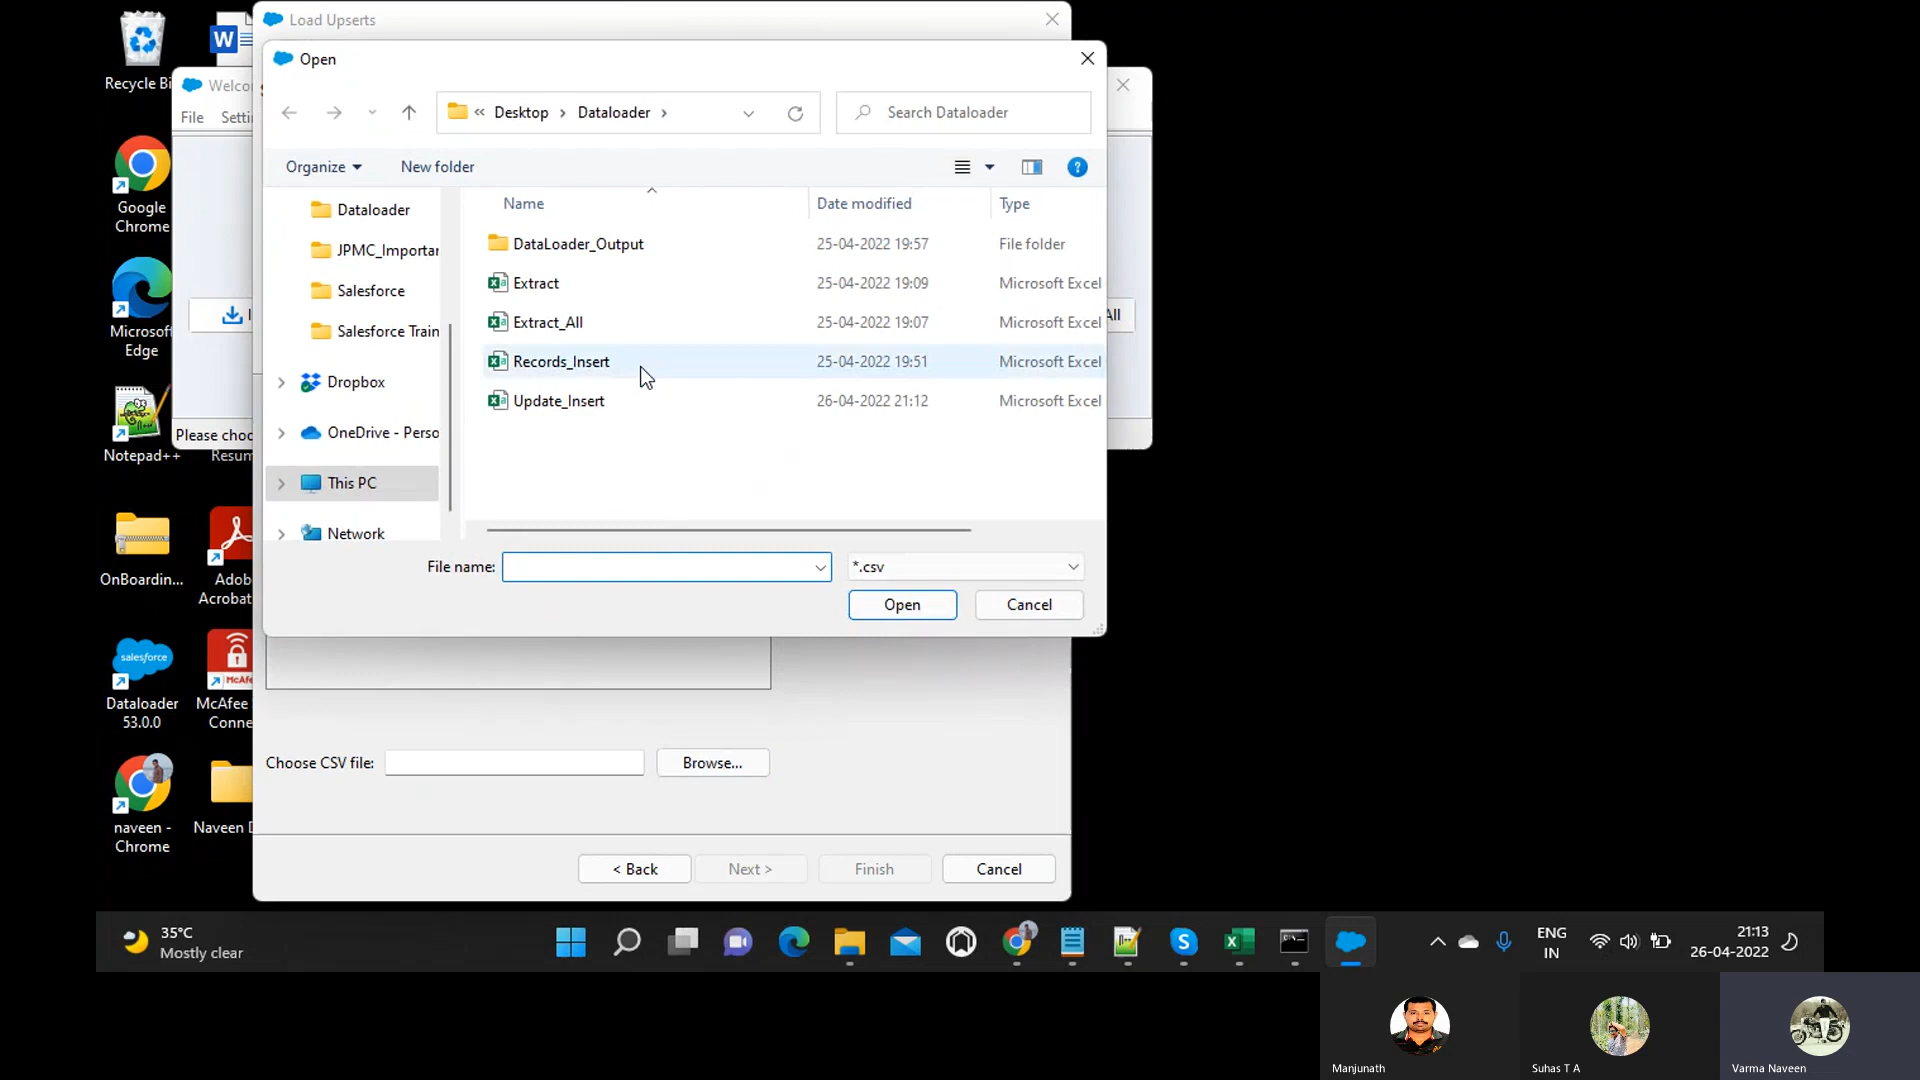 Load Upserts
Open
Desktop
Dataloader
Search Dataloader
Organize
New folder
Name
Date modified
Type
DataLoader_Output
25-04-2022 19:57
File folder
Extract
25-04-2022 19:09
Microsoft Excel
Extract_All
25-04-2022 19:07
Microsoft Excel
Records_Insert
25-04-2022 19:51
Microsoft Excel
Update_Insert
26-04-2022 21:12
Microsoft Excel
Dataloader
JPMC_Importar
Salesforce
Salesforce Train
Dropbox
OneDrive - Perso
This PC
Network
File name:
*.csv
Open
Cancel
Choose CSV file:
Browse...
< Back
Next >
Finish
Cancel
Recycle Bi
Welco
File
Setti
All
Please choo
Google
Chrome
Microsoft
Edge
Notepad++
Resum
OnBoardin...
Adob
Acrobat
salesforce
Dataloader
53.0.0
McAfee
McAfee
Conne
naveen -
Chrome
Naveen D
35°C
Mostly clear
ENG
IN
21:13
26-04-2022
Manjunath
Suhas T A
Varma Naveen